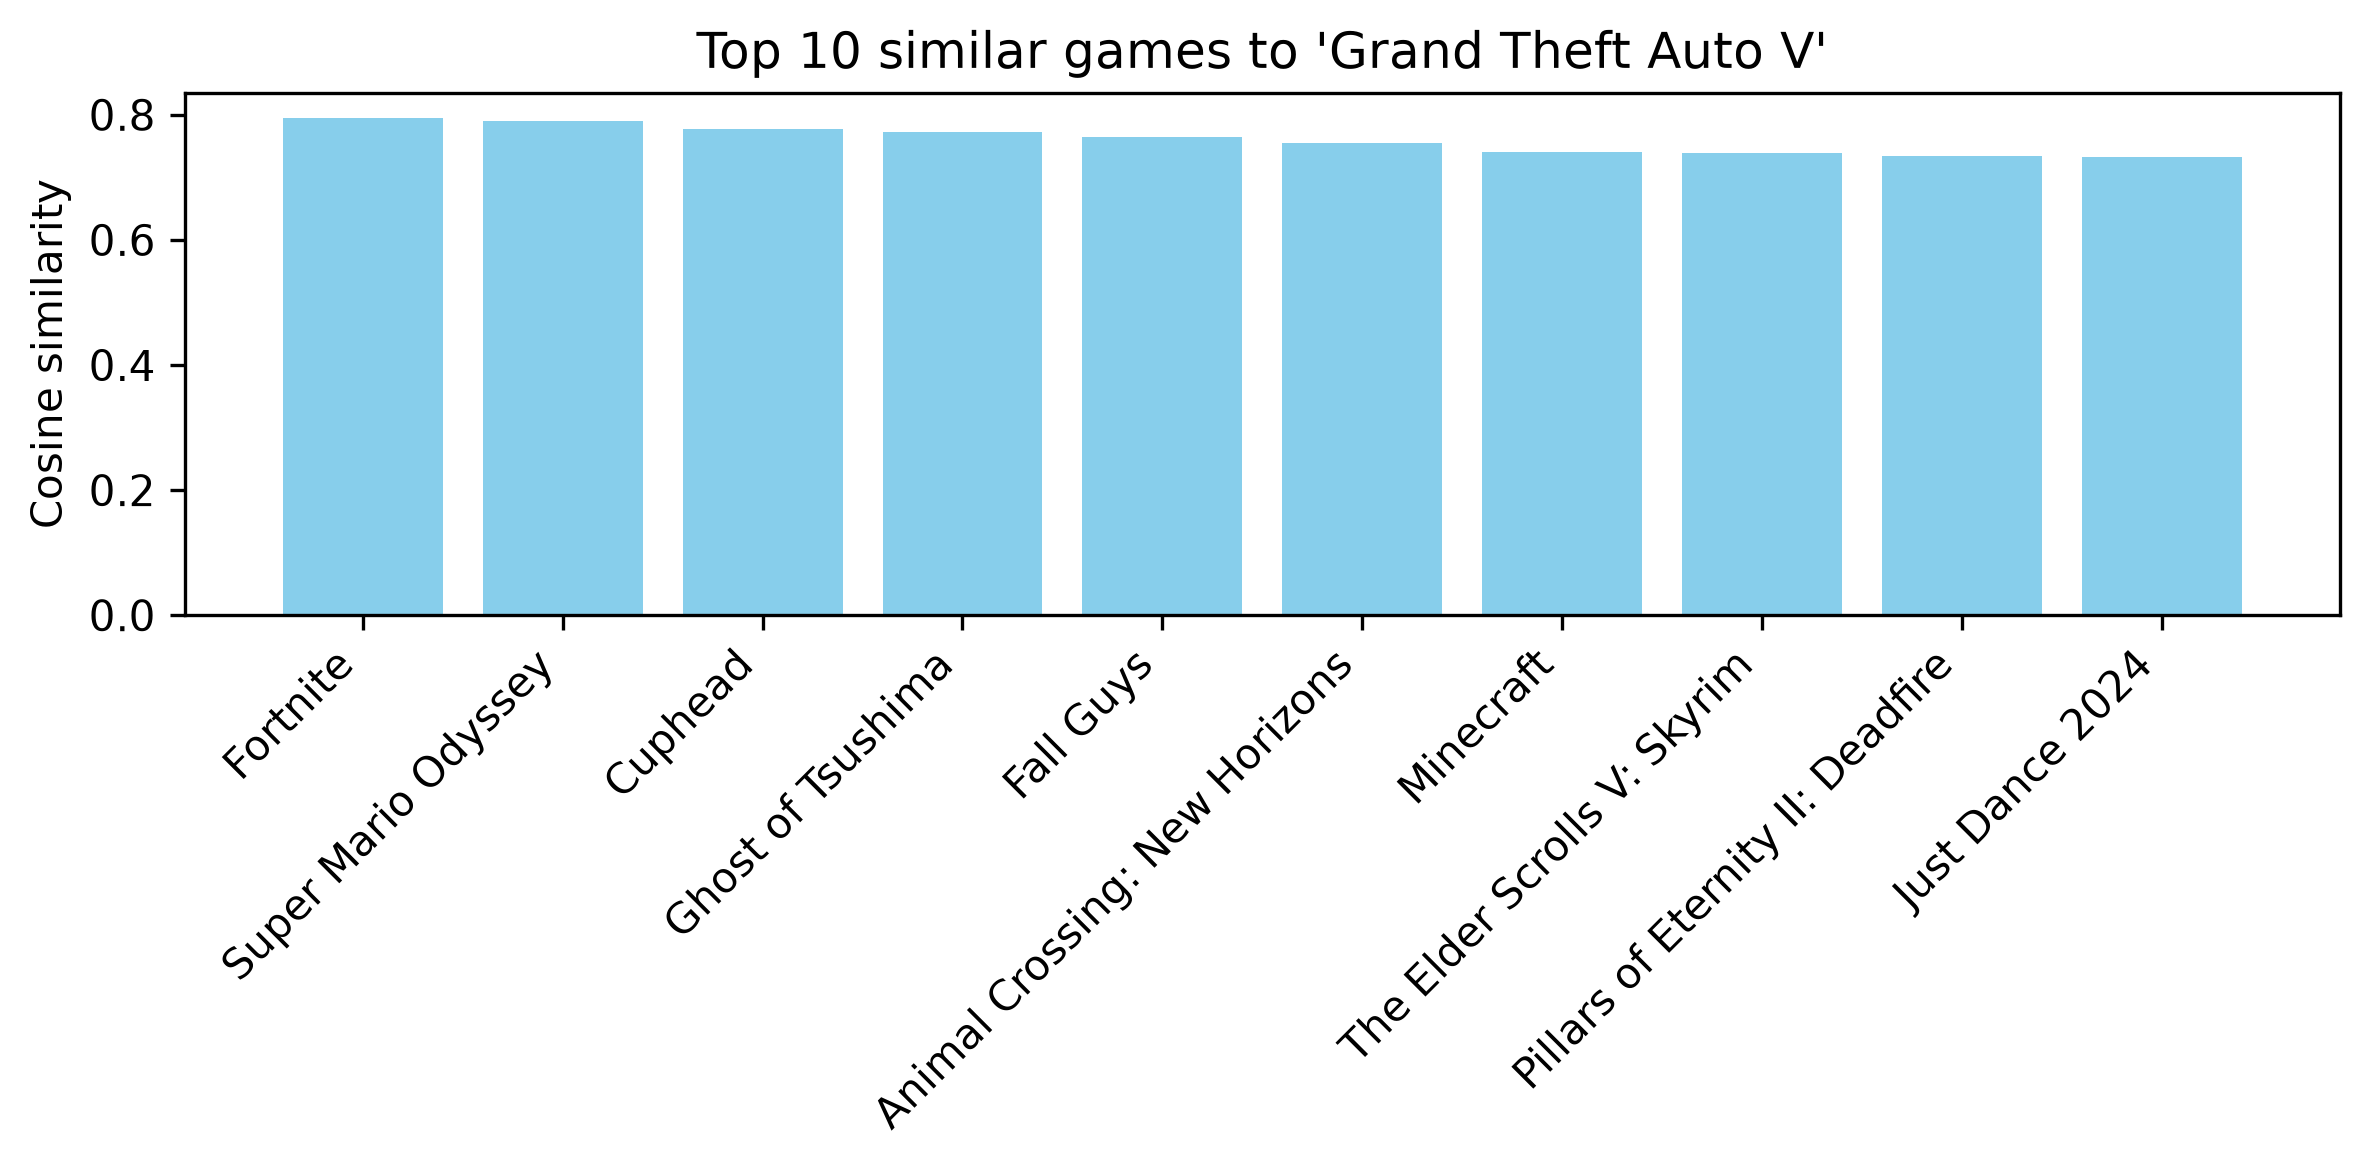 Top 10 similar games to 'Grand Theft Auto V'
Cosine similarity
0.8
0.6
0.4
0.2
0.0
Fortnite
Super Mario Odyssey
Cuphead
Ghost of Tsushima
Fall Guys
Animal Crossing: New Horizons
Minecraft
The Elder Scrolls V: Skyrim
Pillars of Eternity II: Deadfire
Just Dance 2024